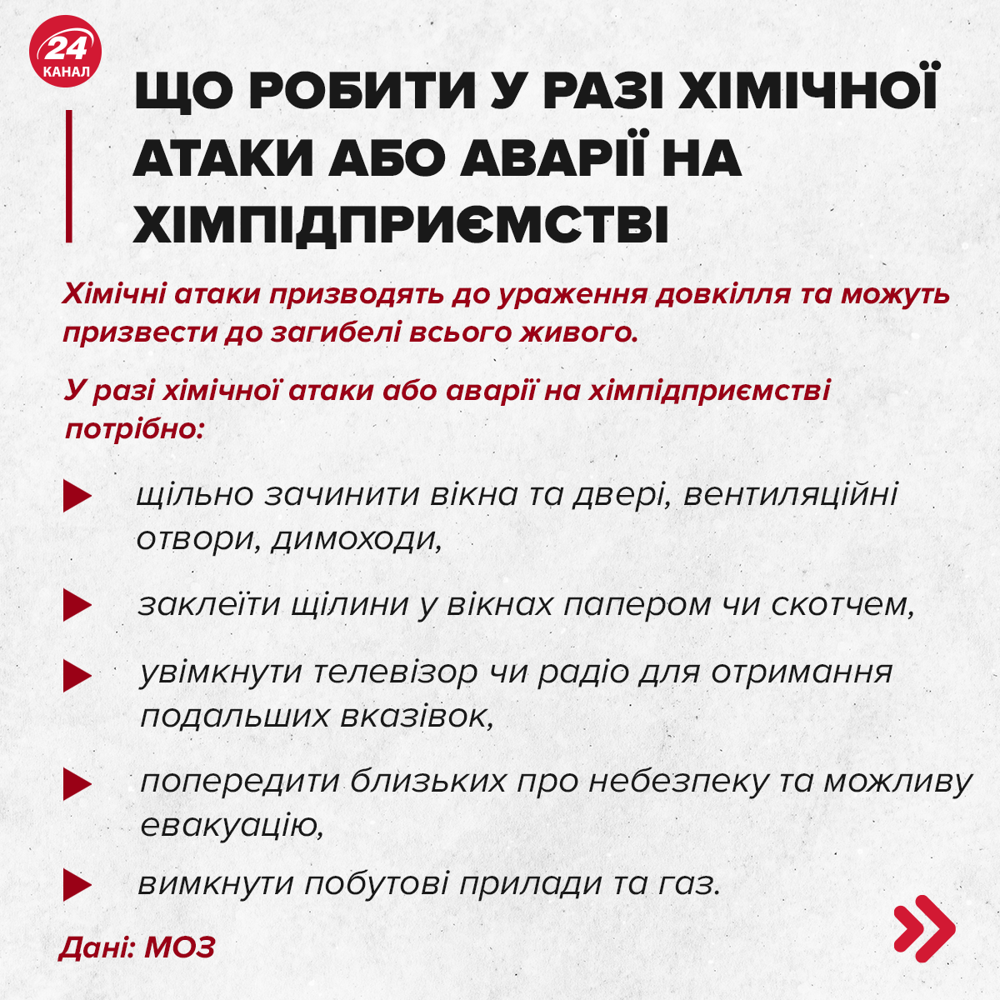 24
КАНАЛ
ЩО РОБИТИ У РАЗІ ХІМІЧНОЇ
АТАКИ АБО АВАРІЇ НА
ХІМПІДПРИЄМСТВІ
Хімічні атаки призводять до ураження довкілля та можуть
призвести до загибелі всього живого.
У разі хімічної атаки або аварії на хімпідприємстві
потрібно:
щільно зачинити вікна та двері, вентиляційні
отвори, димоходи,
заклеїти щілини у вікнах папером чи скотчем,
увімкнути телевізор чи радіо для отримання
подальших вказівок,
попередити близьких про небезпеку та можливу
евакуацію,
вимкнути побутові прилади та газ.
Дані: МОЗ